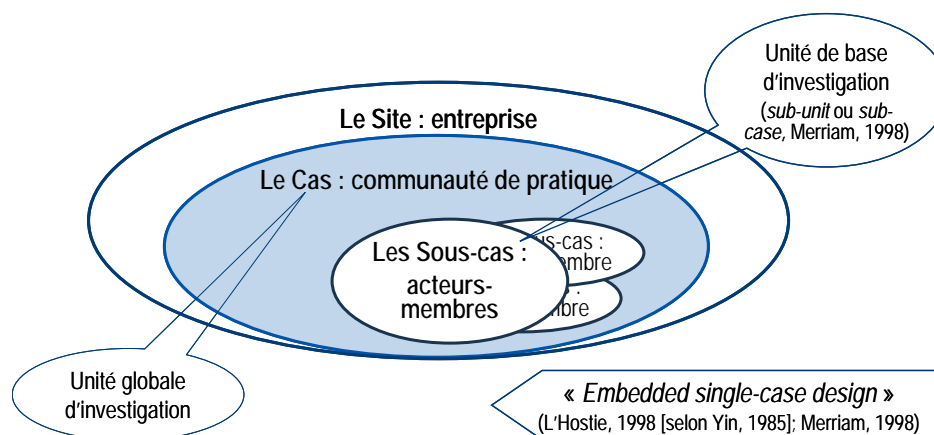 Unité de base
d'investigation
(sub-unit ou sub-
case, Merriam, 1998)
Le Site : entreprise
Le Cas : communauté de pratique
Les Sous-cas :
acteurs-
membres
Unité globale
d'investigation
« Embedded single-case design »
(L'Hostie, 1998 [selon Yin, 1985]; Merriam, 1998)